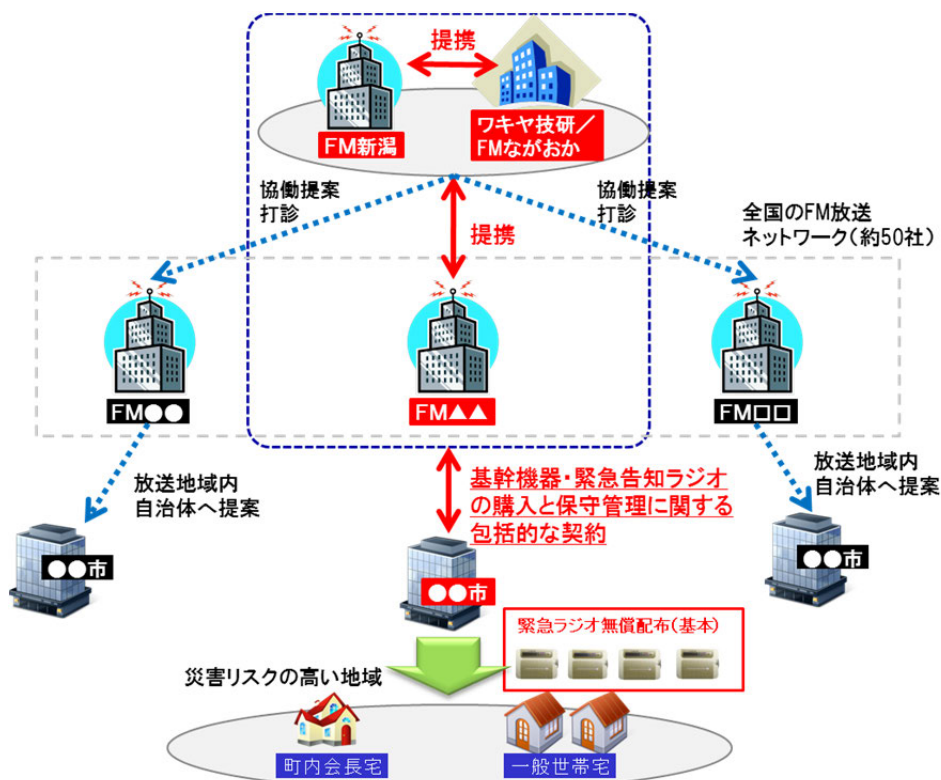 提携
FM新潟
ワキヤ技研／
FMながおか
協働提案
打診
協働提案
打診
提携
全国のFM放送
ネットワーク(約50社)
FM●●
FM▲▲
FM□□
放送地域内
自治体へ提案
基幹機器・緊急告知ラジオ
の購入と保守管理に関する
包括的な契約
放送地域内
自治体へ提案
●●市
●●市
●●市
緊急ラジオ無償配布(基本)
災害リスクの高い地域
町内会長宅
一般世帯宅